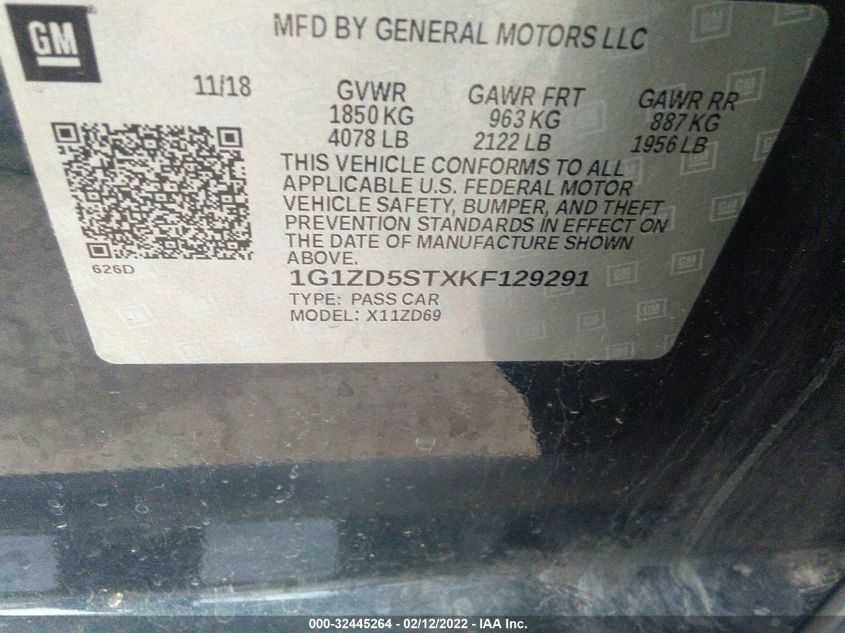 GM
MFD BY GENERAL MOTORS LLC
11/18 GVWR GAWR FRT GAWR RR
1850 KG 963 KG 887 KG
4078 LB 2122 LB 1956 LB
THIS VEHICLE CONFORMS TO ALL
APPLICABLE U.S. FEDERAL MOTOR
VEHICLE SAFETY, BUMPER, AND THEFT
PREVENTION STANDARDS IN EFFECT ON
THE DATE OF MANUFACTURE SHOWN
ABOVE.
626D
1G1ZD5STXKF129291
TYPE: PASS CAR
MODEL: X11ZD69
000-32445264 - 02/12/2022 - IAA Inc.